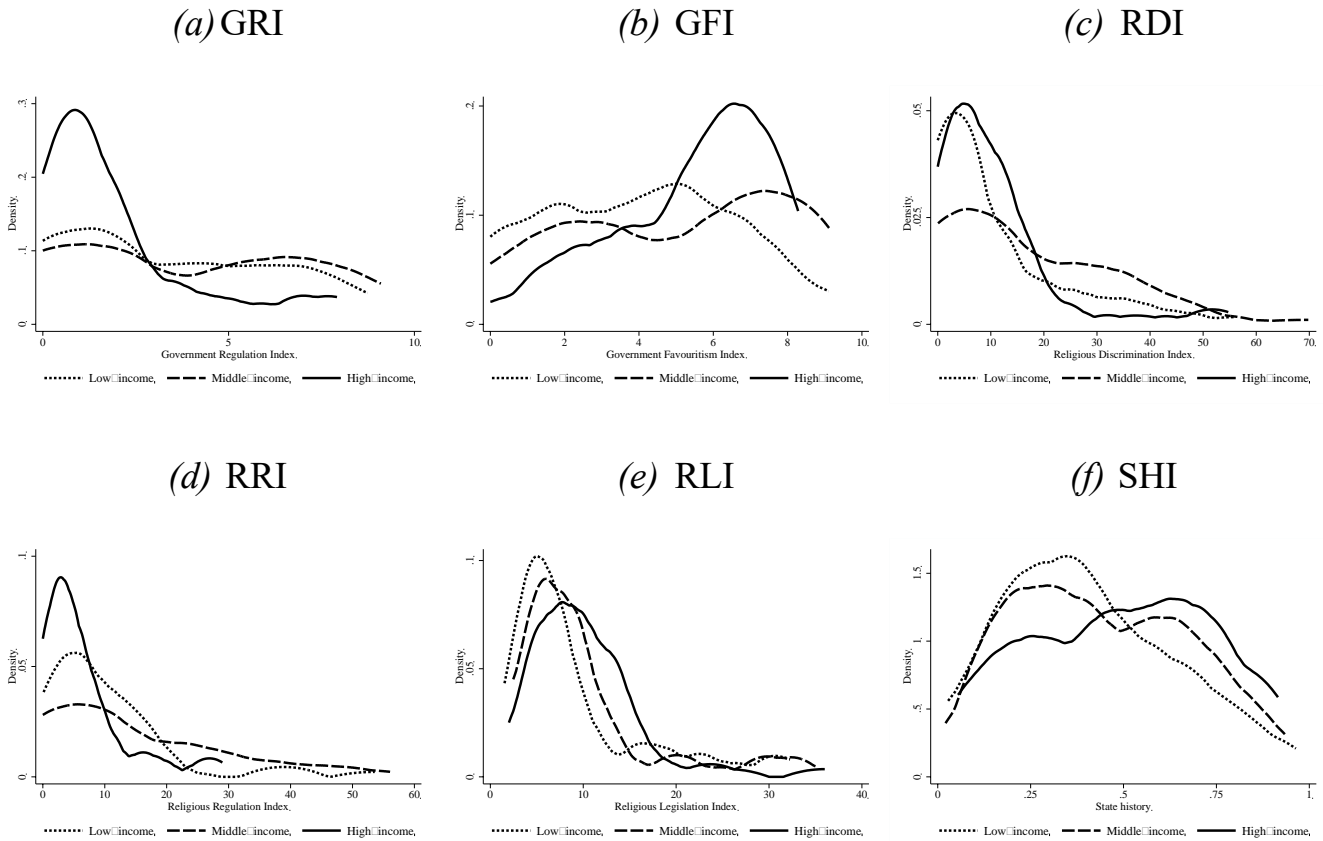 (a) GRI
.3.
.2.
.1.
0.
Density.
0 5 10.
Government Regulation Index.
Low□income, Middle□income, High□income,
(b) GFI
.2.
.1.
0.
Density.
0 2 4 6 8 10.
Government Favouritism Index.
Low□income, Middle□income, High□income,
(c) RDI
.05.
.025.
0.
Density.
0 10 20 30 40 50 60 70.
Religious Discrimination Index.
Low□income, Middle□income, High□income,
(d) RRI
.1.
.05.
0.
Density.
0 10 20 30 40 50 60.
Religious Regulation Index.
Low□income, Middle□income, High□income,
(e) RLI
.1.
.05.
0.
Density.
0 10 20 30 40.
Religious Legislation Index.
Low□income, Middle□income, High□income,
(f) SHI
1.5.
1.
.5.
0.
Density.
0 .25 .5 .75 1.
State history.
Low□income, Middle□income, High□income,